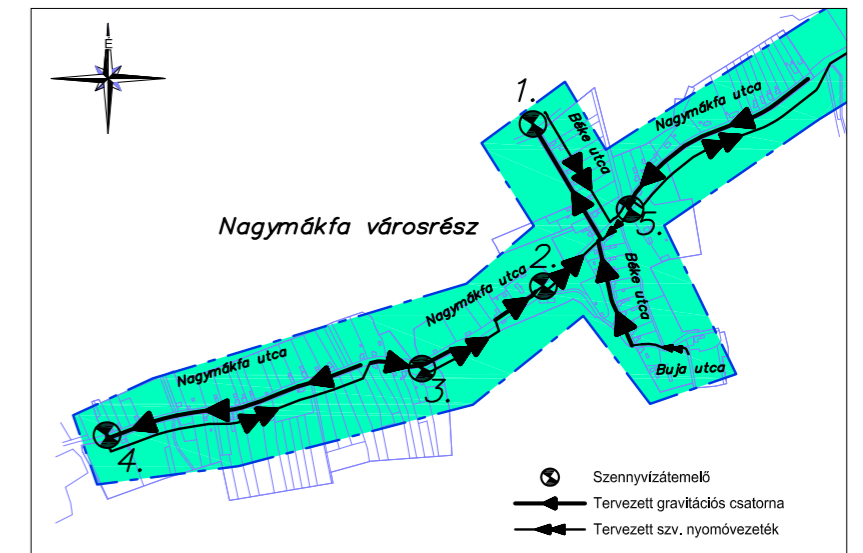 É
1.
Béke utca
Nagymákfa utca
5.
Nagymákfa városrész
2.
Béke utca
Nagymákfa utca
Buja utca
Nagymákfa utca
3.
4.
Szennyvízátemelő
Tervezett gravitációs csatorna
Tervezett szv. nyomóvezeték